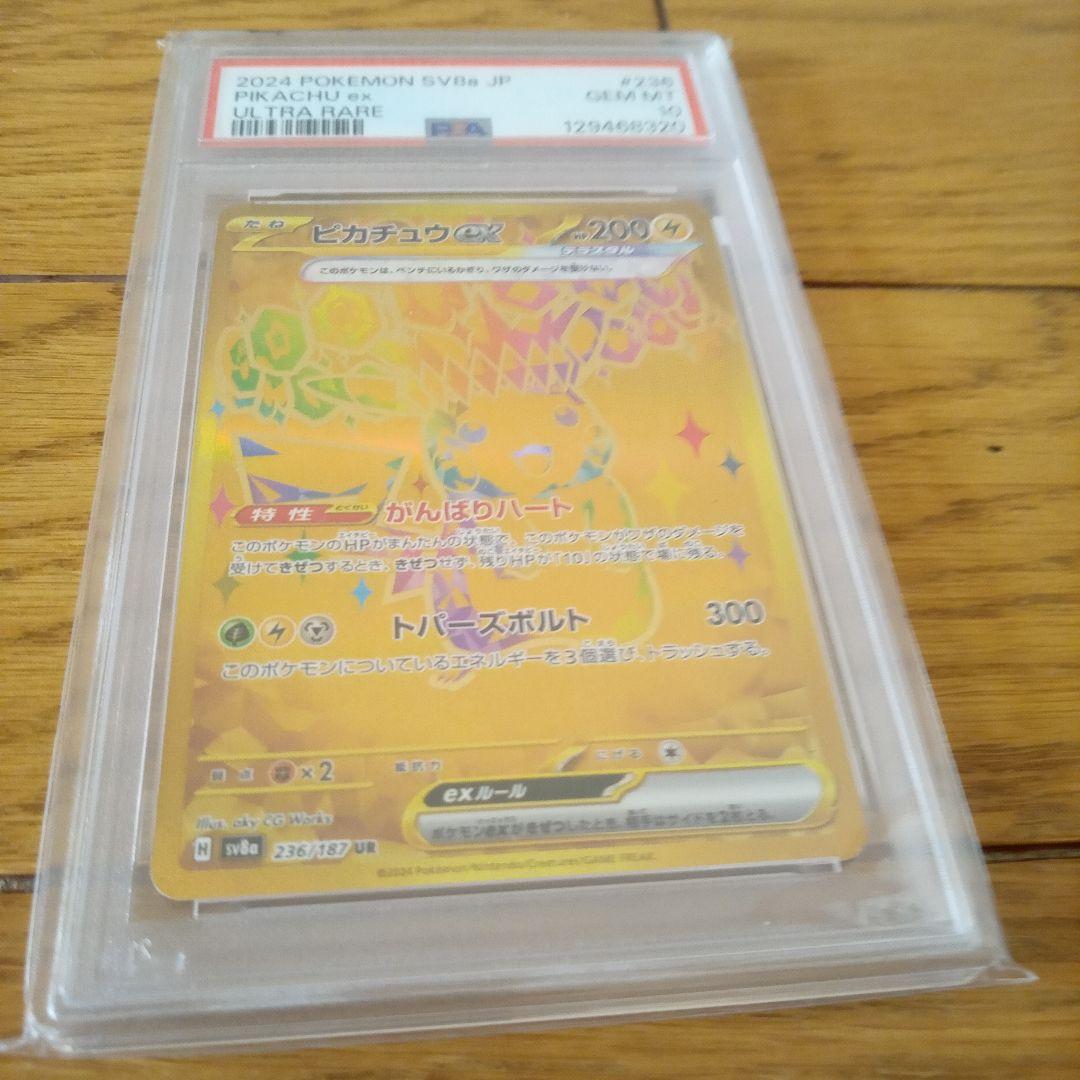 2024 POKEMON SV8a JP #236
PIKACHU ex GEM MT
ULTRA RARE 10
PSA 129468320
たね ピカチュウex HP200
テラスタル
このポケモンは、ベンチにいるかぎり、ワザのダメージを受けない。
特性 とくせい がんばりハート
このポケモンのHPがまんたんの状態で、このポケモンがワザのダメージを
受けてきぜつするとき、きぜつせず、残りHPが「10」の状態で場に残る。
トパーズボルト 300
このポケモンについているエネルギーを3個選び、トラッシュする。
弱点 ×2 抵抗力 にげる
exルール
ポケモンexがきぜつしたとき、相手はサイドを2枚とる。
Illus. aky CG Works
H sv8a 236/187 UR
©2024 Pokémon/Nintendo/Creatures/GAME FREAK.